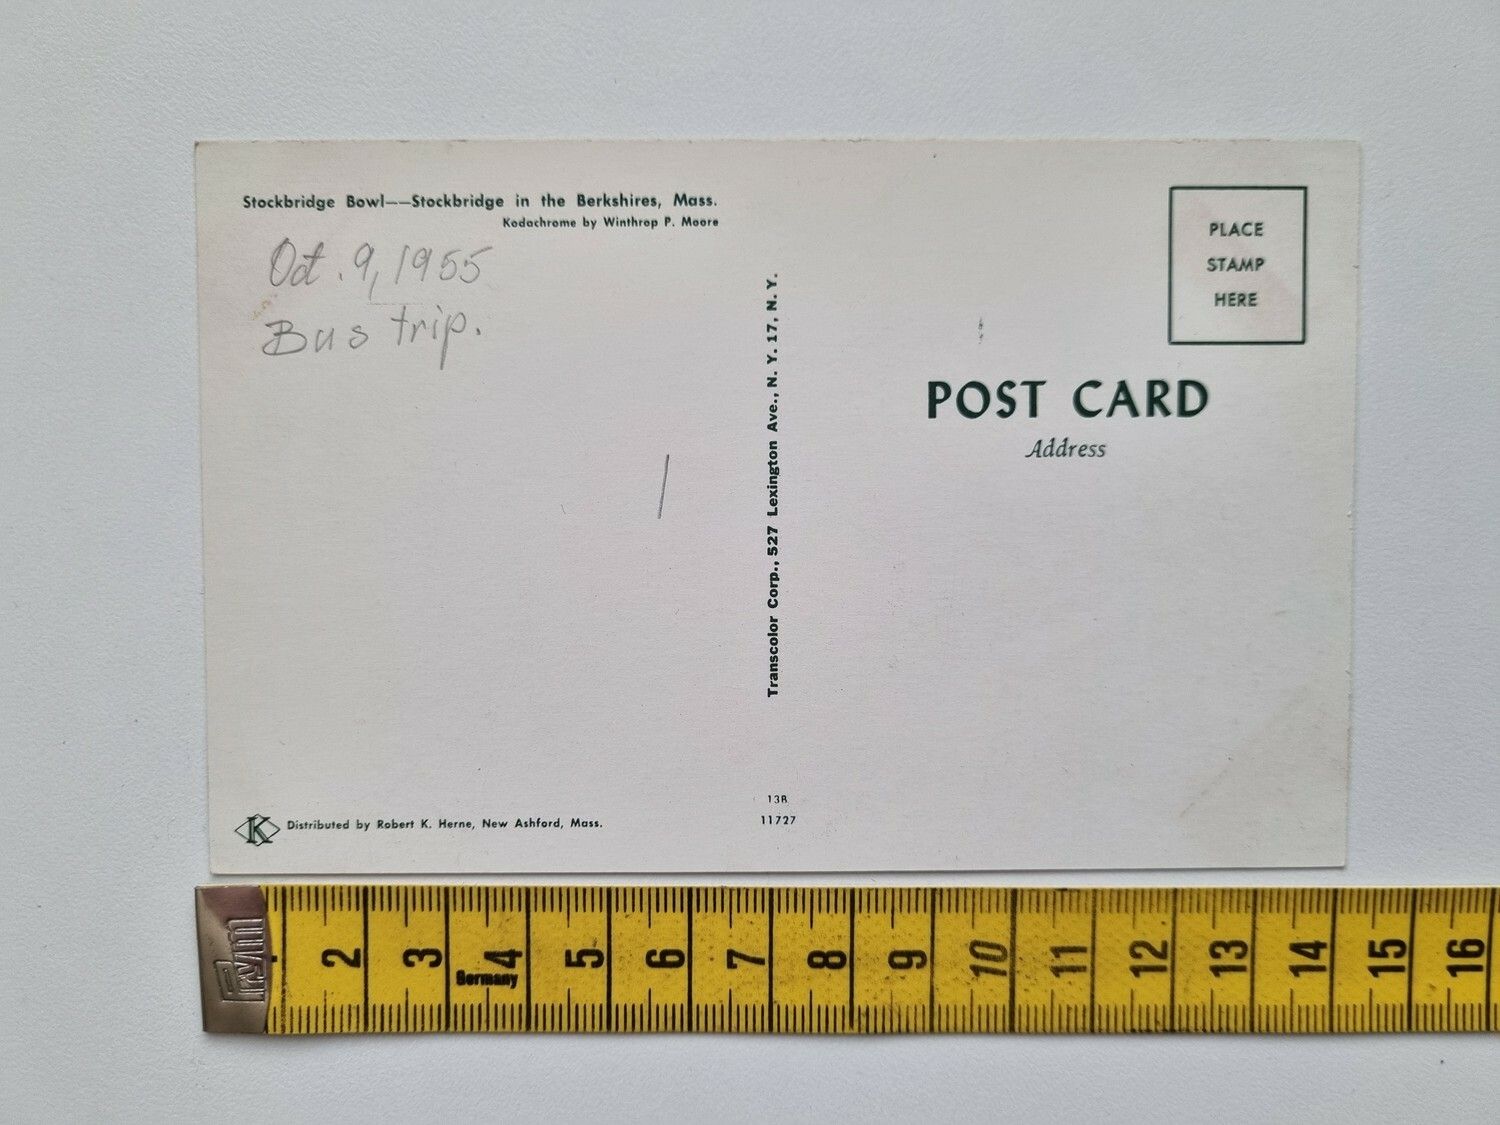 Stockbridge Bowl——Stockbridge in the Berkshires, Mass.
Kodachrome by Winthrop P. Moore
Oct. 9, 1955
Bus trip.
Transcolor Corp., 527 Lexington Ave., N. Y. 17, N. Y.
PLACE
STAMP
HERE
POST CARD
Address
K Distributed by Robert K. Herne, New Ashford, Mass.
13B
11727
Prym 2 3 4 5 6 7 8 9 10 11 12 13 14 15 16
Germany